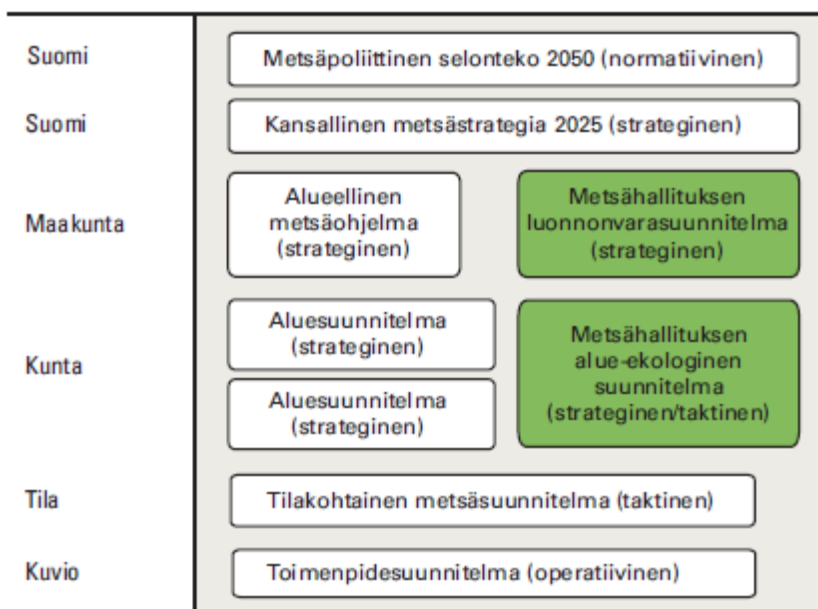 Suomi
Metsäpoliittinen selonteko 2050 (normatiivinen)
Suomi
Kansallinen metsästrategia 2025 (strateginen)
Maakunta
Alueellinen
metsäohjelma
(strateginen)
Metsähallituksen
luonnonvarasuunnitelma
(strateginen)
Kunta
Aluesuunnitelma
(strateginen)
Aluesuunnitelma
(strateginen)
Metsähallituksen
alue-ekologinen
suunnitelma
(strateginen/taktinen)
Tila
Tilakohtainen metsäsuunnitelma (taktinen)
Kuvio
Toimenpidesuunnitelma (operatiivinen)